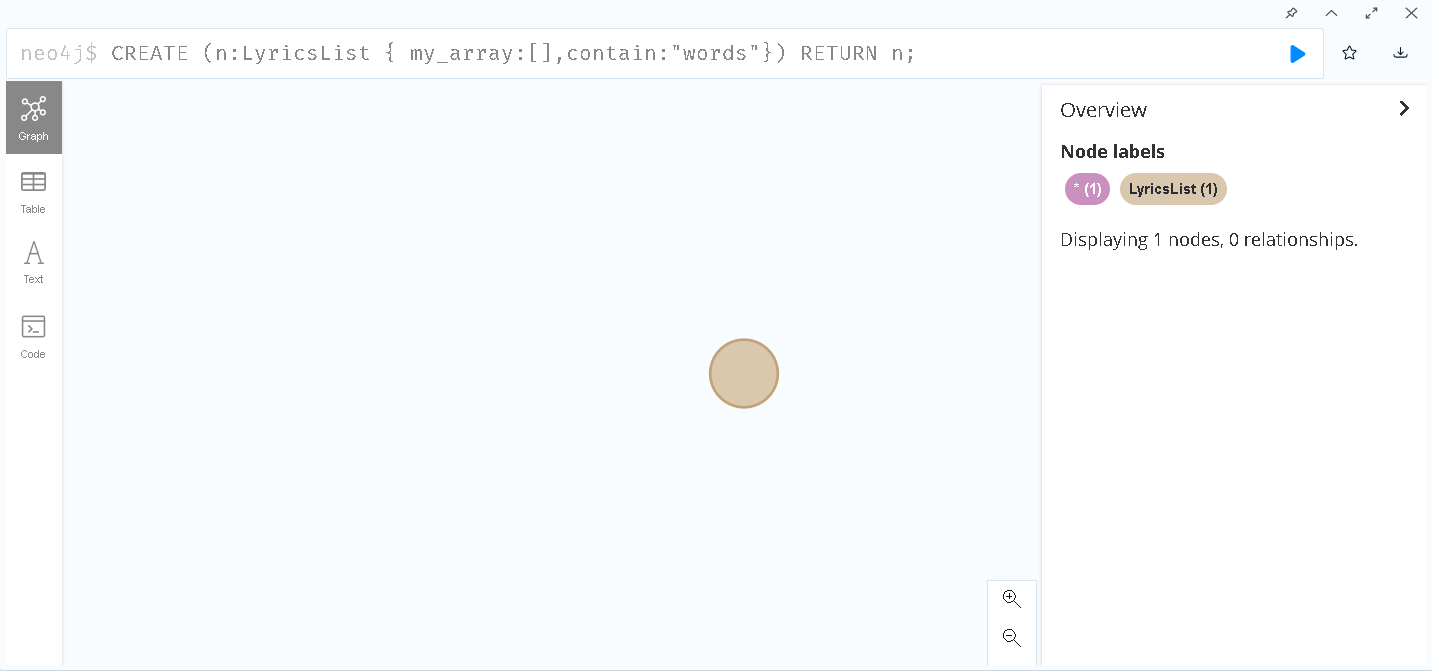 neo4j$ CREATE (n:LyricsList { my_array:[],contain:"words"}) RETURN n;
Graph
Table
Text
Code
Overview
Node labels
* (1) LyricsList (1)
Displaying 1 nodes, 0 relationships.